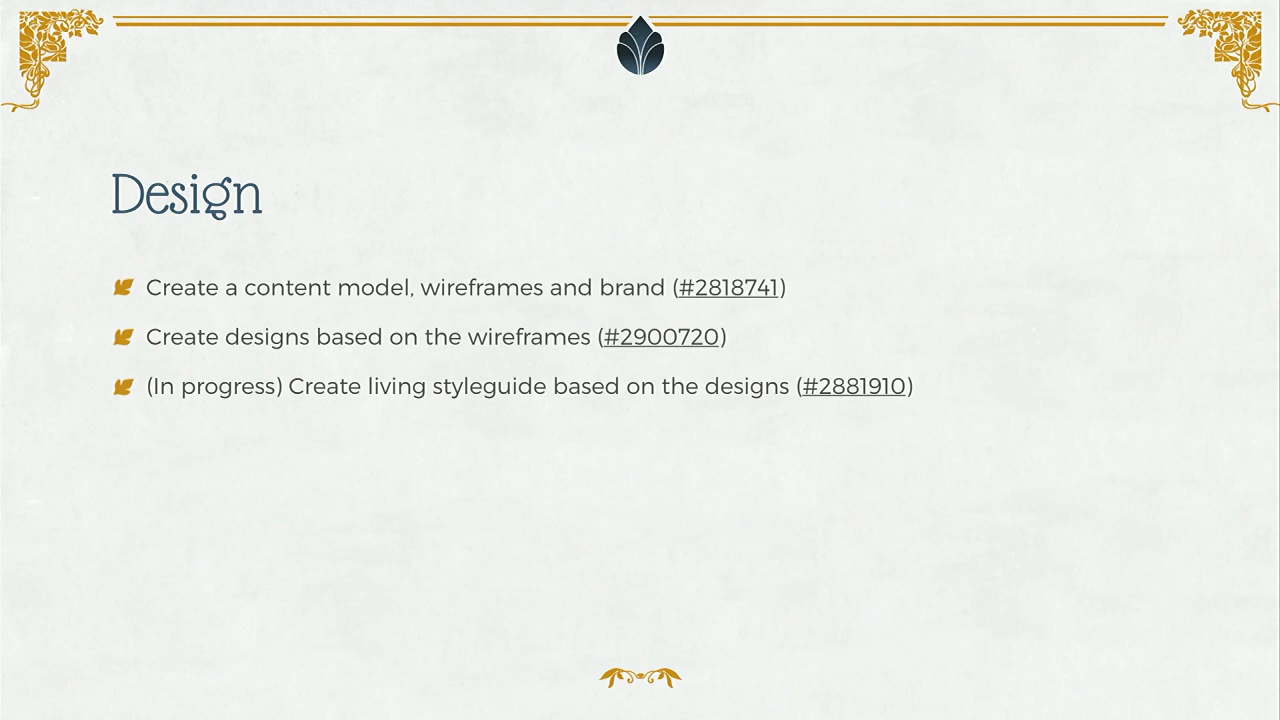 Design
Create a content model, wireframes and brand (#2818741)
Create designs based on the wireframes (#2900720)
(In progress) Create living styleguide based on the designs (#2881910)